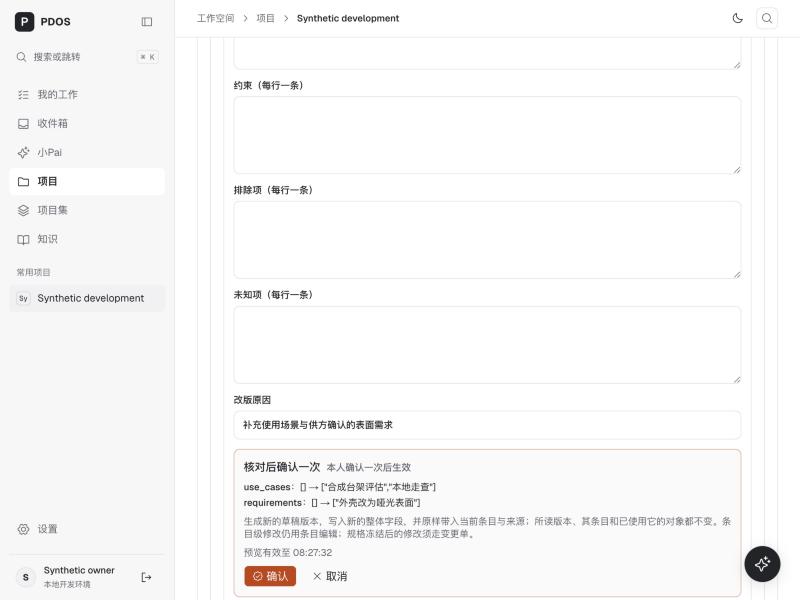 P PDOS
搜索或跳转 ⌘ K
我的工作
收件箱
小Pai
项目
项目集
知识
常用项目
Sy Synthetic development
设置
S Synthetic owner
本地开发环境
工作空间 > 项目 > Synthetic development
约束（每行一条）
排除项（每行一条）
未知项（每行一条）
改版原因
补充使用场景与供方确认的表面需求
核对后确认一次 本人确认一次后生效
use_cases：[] → ["合成台架评估","本地走查"]
requirements：[] → ["外壳改为哑光表面"]
生成新的草稿版本，写入新的整体字段，并原样带入当前条目与来源；所读版本、其条目和已使用它的对象都不变。条
目级修改仍用条目编辑；规格冻结后的修改须走变更单。
预览有效至 08:27:32
确认 取消